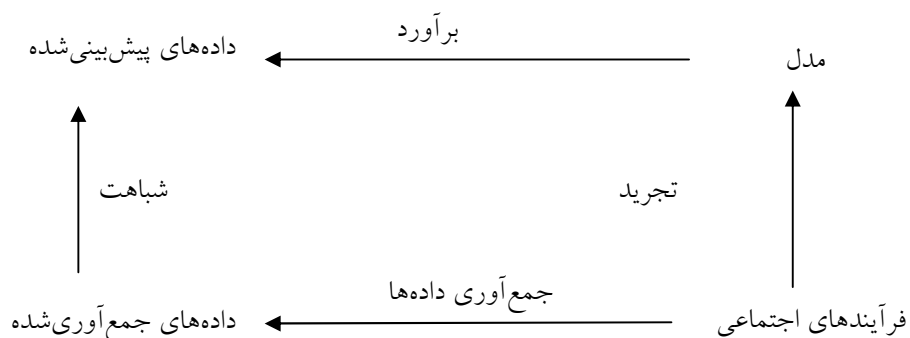 برآورد
مدل
داده‌های پیش‌بینی‌شده
تجرید
شباهت
جمع‌آوری داده‌ها
فرآیندهای اجتماعی
داده‌های جمع‌آوری‌شده